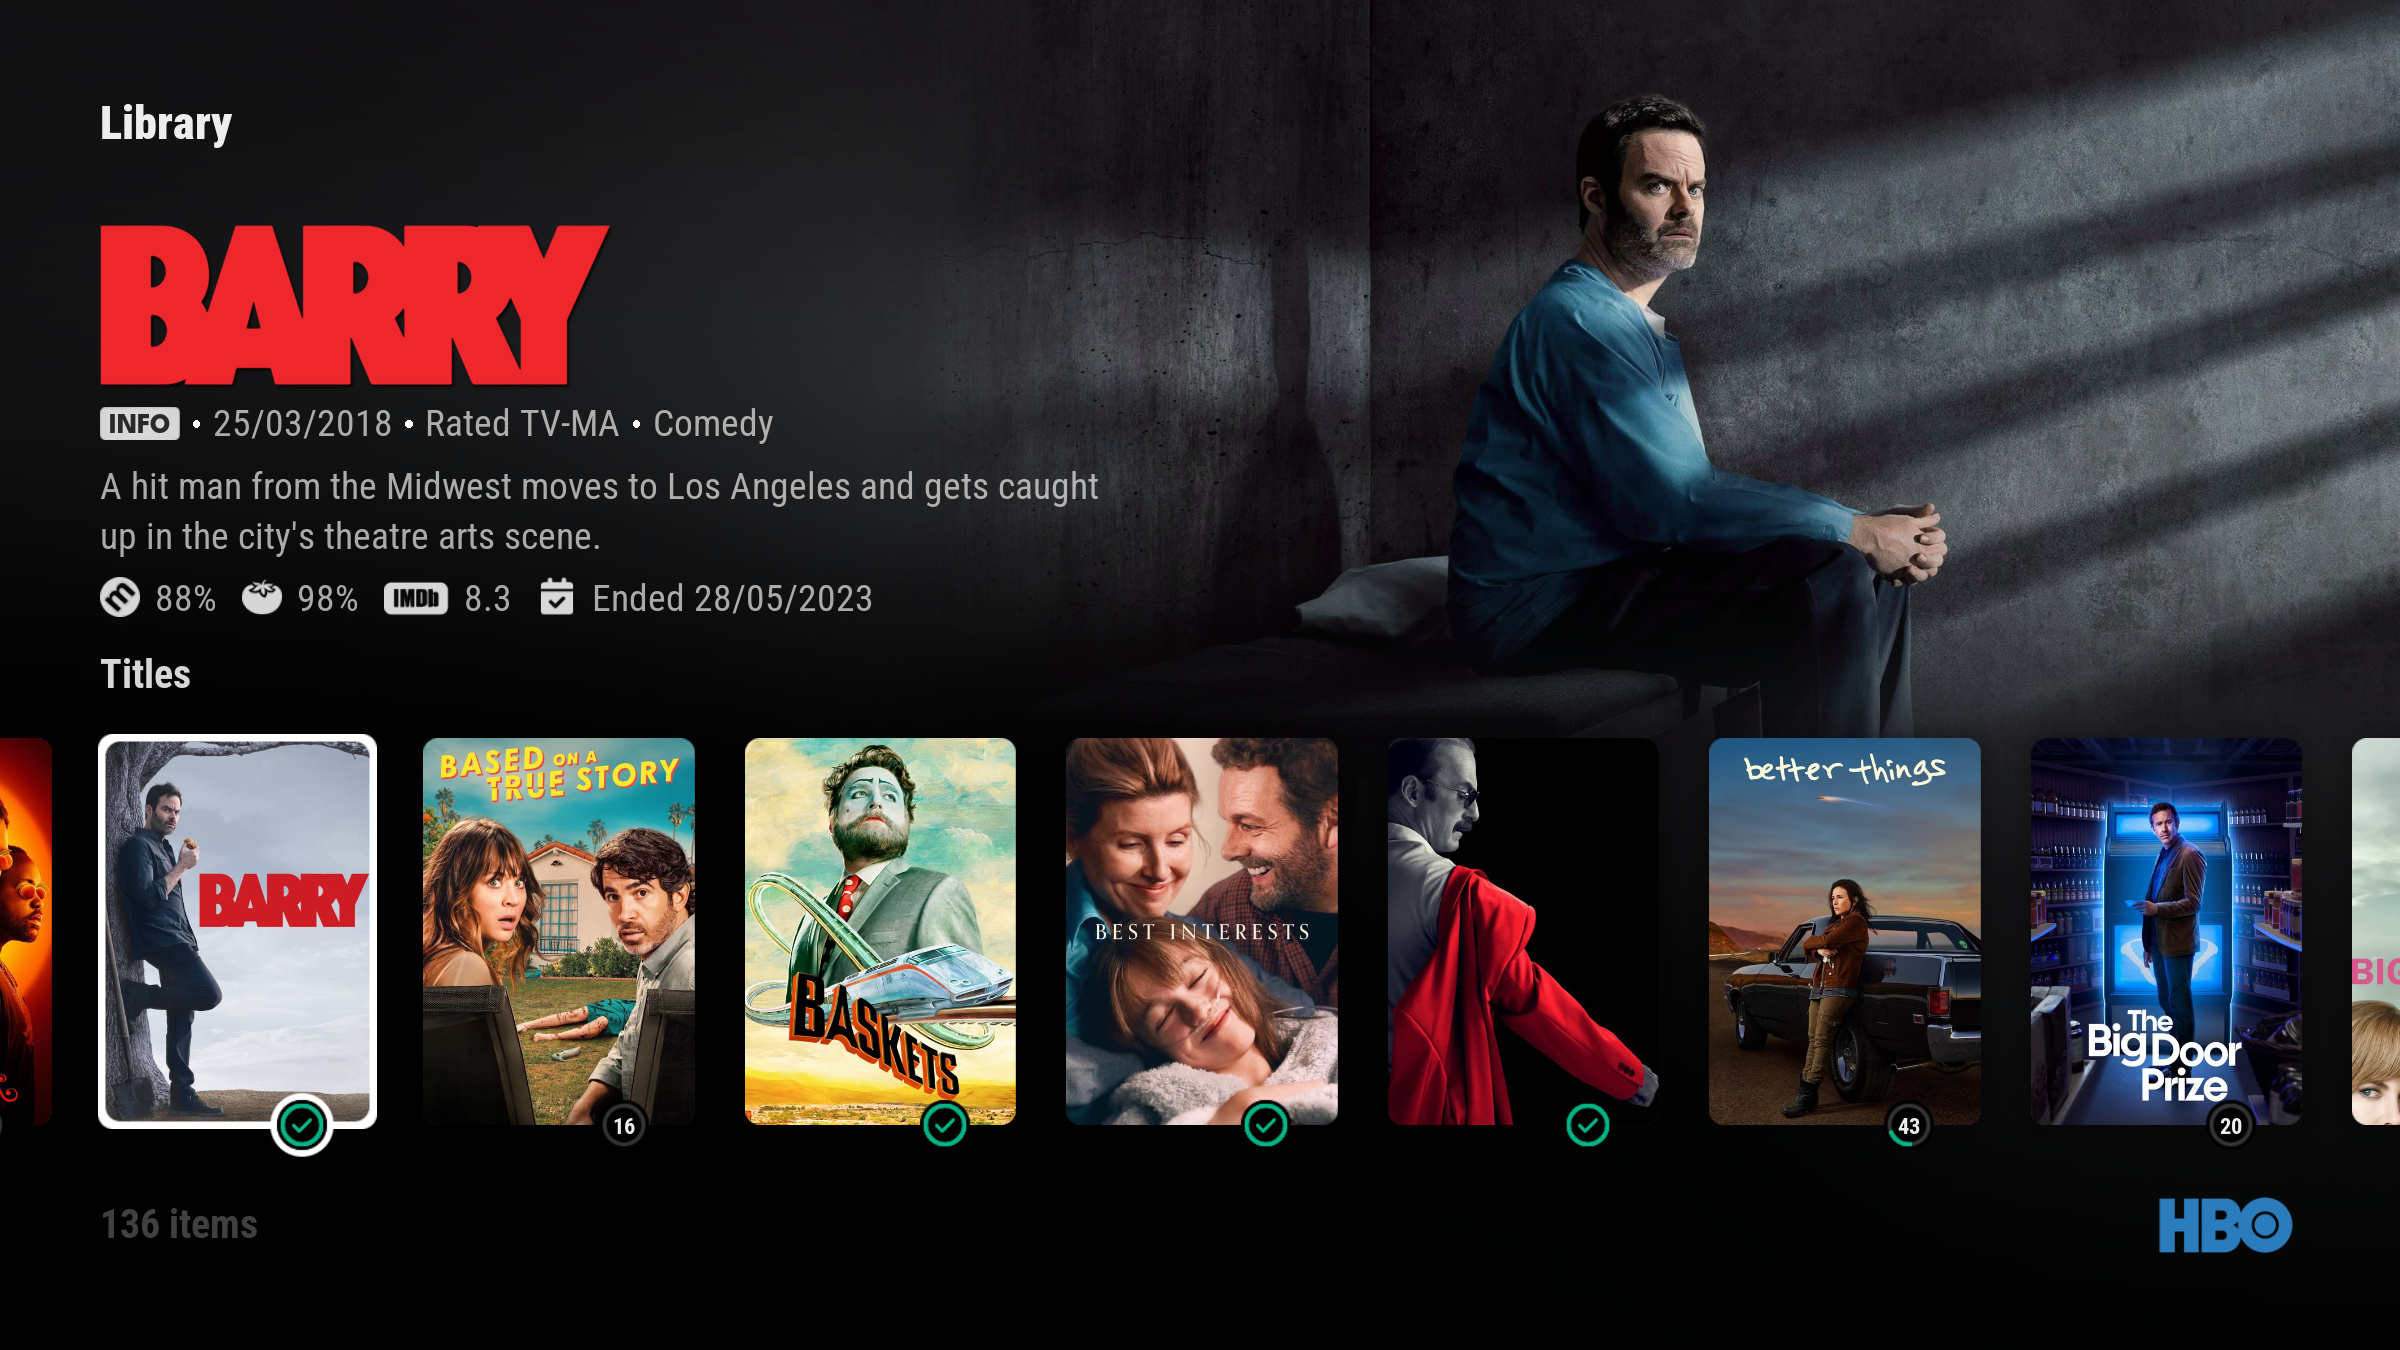 Library
BARRY
INFO • 25/03/2018 • Rated TV-MA • Comedy
A hit man from the Midwest moves to Los Angeles and gets caught
up in the city's theatre arts scene.
m 88% 98% IMDb 8.3 Ended 28/05/2023
Titles
BARRY
BASED ON A
TRUE STORY
16
BASKETS
BEST INTERESTS
better things
43
The
Big Door
Prize
20
BIG
136 items
HBO